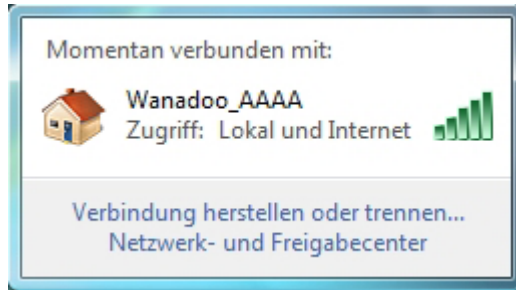 Momentan verbunden mit:
Wanadoo_AAAA
Zugriff: Lokal und Internet
Verbindung herstellen oder trennen...
Netzwerk- und Freigabecenter